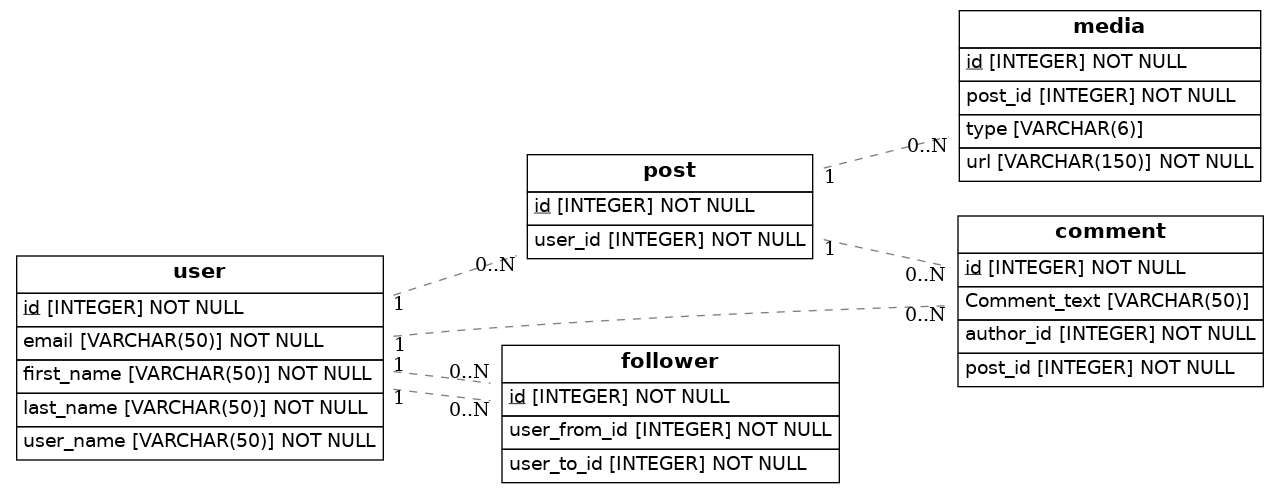 media
id [INTEGER] NOT NULL
post_id [INTEGER] NOT NULL
type [VARCHAR(6)]
url [VARCHAR(150)] NOT NULL
0..N
1
post
id [INTEGER] NOT NULL
user_id [INTEGER] NOT NULL
1
0..N
comment
id [INTEGER] NOT NULL
Comment_text [VARCHAR(50)]
author_id [INTEGER] NOT NULL
post_id [INTEGER] NOT NULL
0..N
0..N
1
user
id [INTEGER] NOT NULL
email [VARCHAR(50)] NOT NULL
first_name [VARCHAR(50)] NOT NULL
last_name [VARCHAR(50)] NOT NULL
user_name [VARCHAR(50)] NOT NULL
1
1
1
0..N
0..N
follower
id [INTEGER] NOT NULL
user_from_id [INTEGER] NOT NULL
user_to_id [INTEGER] NOT NULL